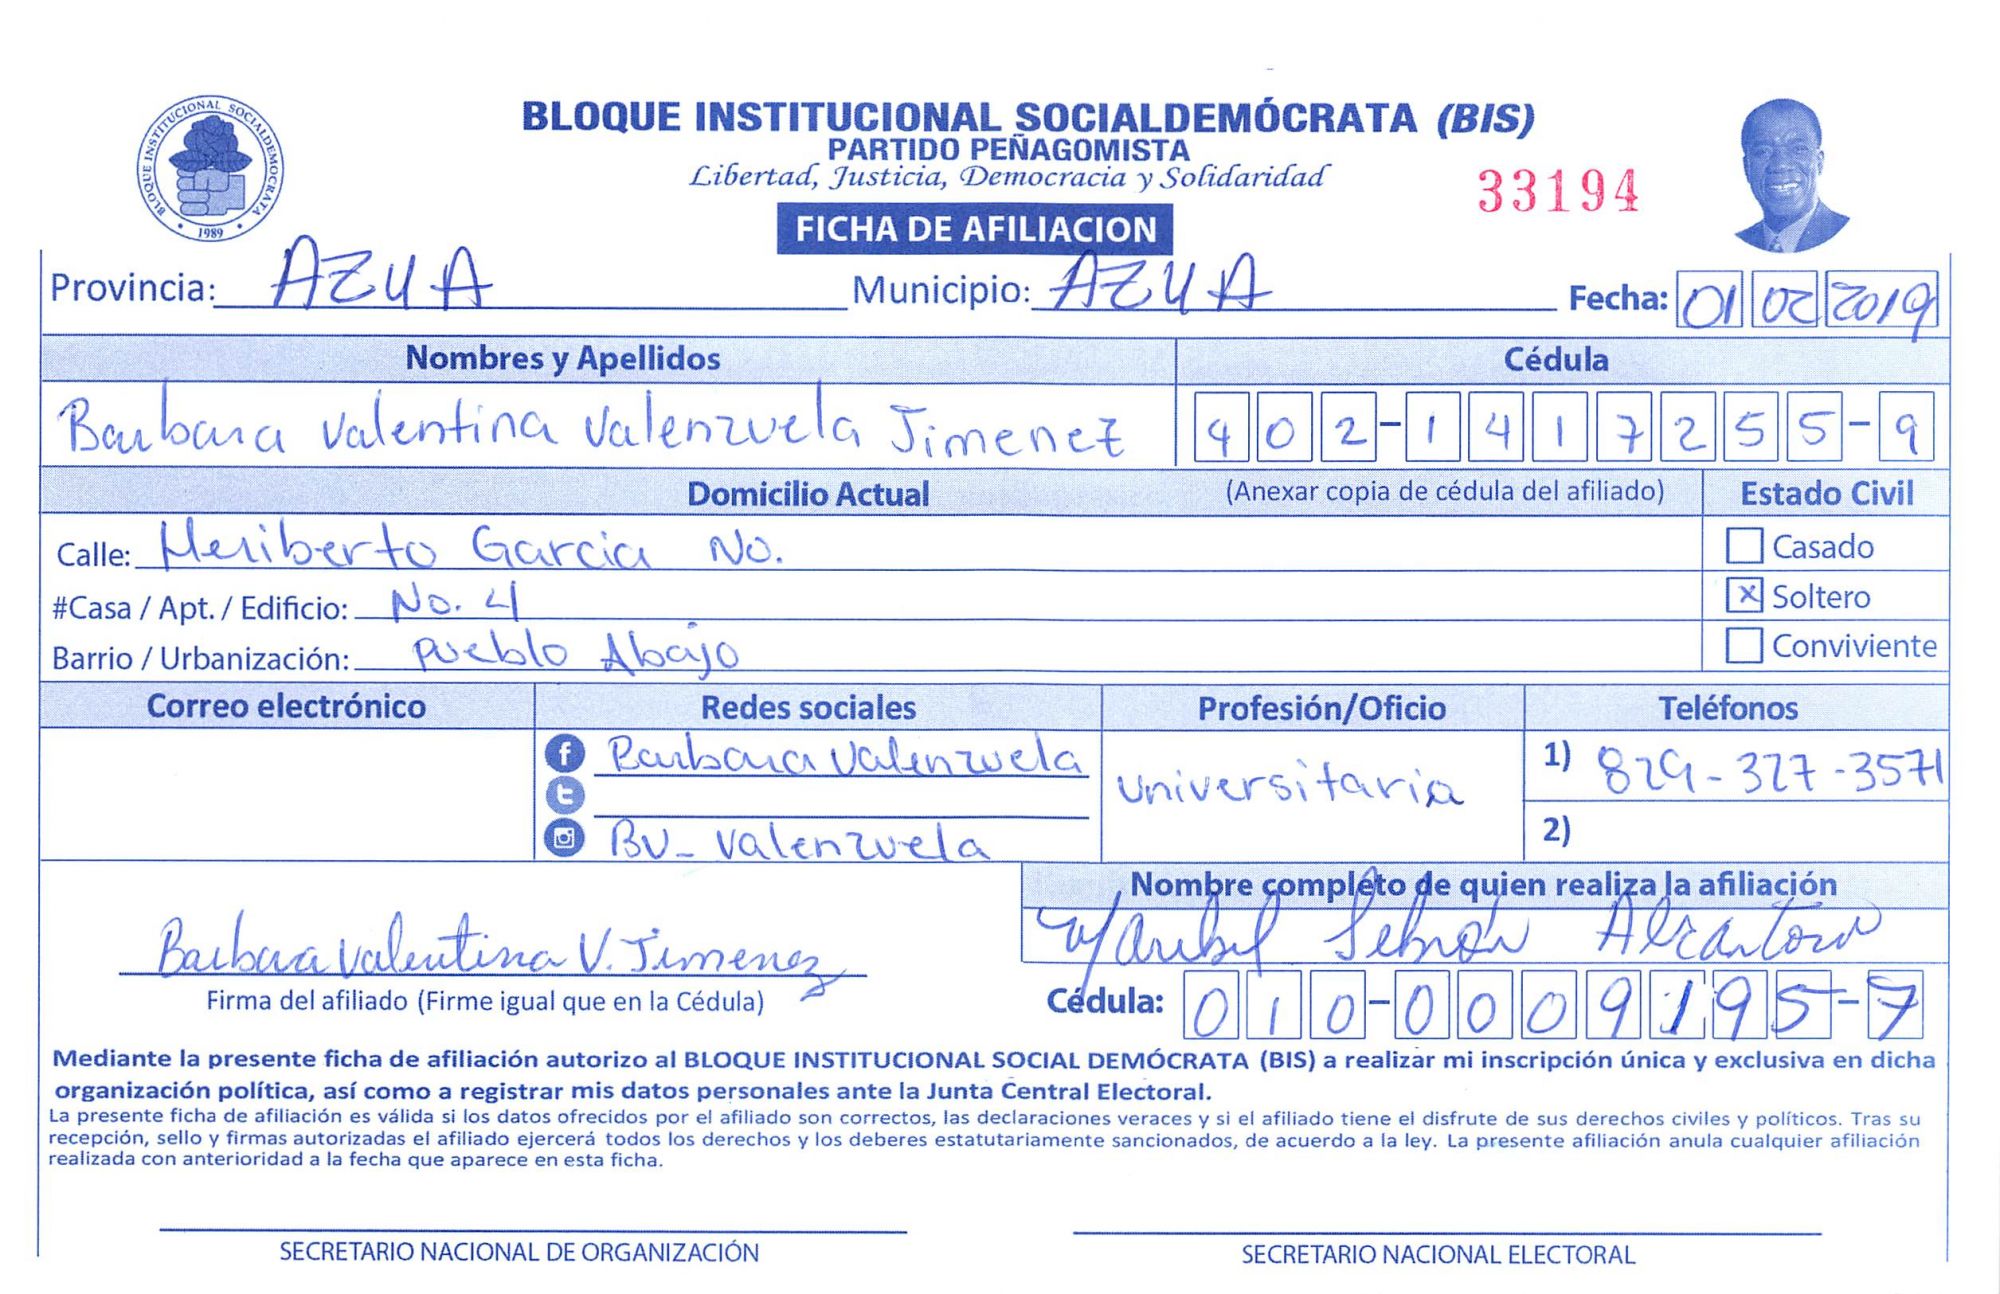 BLOQUE INSTITUCIONAL SOCIALDEMOCRATA
1989
BLOQUE INSTITUCIONAL SOCIALDEMÓCRATA (BIS)
PARTIDO PEÑAGOMISTA
Libertad, Justicia, Democracia y Solidaridad
33194
FICHA DE AFILIACION
Provincia: AZUA Municipio: AZUA Fecha: 01 02 2019
Nombres y Apellidos Cédula
Barbara Valentina Valenzuela Jimenez 402-1417255-9
Domicilio Actual (Anexar copia de cédula del afiliado) Estado Civil
Calle: Heriberto Garcia No. Casado
#Casa / Apt. / Edificio: No. 4 x Soltero
Barrio / Urbanización: Pueblo Abajo Conviviente
Correo electrónico Redes sociales Profesión/Oficio Teléfonos
f Barbara Valenzuela universitaria 1) 829-327-3571
t
BV_Valenzuela 2)
Nombre completo de quien realiza la afiliación
Barbara Valentina V. Jimenez Maribel Alcantara
Firma del afiliado (Firme igual que en la Cédula) Cédula: 010-0009195-7
Mediante la presente ficha de afiliación autorizo al BLOQUE INSTITUCIONAL SOCIAL DEMÓCRATA (BIS) a realizar mi inscripción única y exclusiva en dicha
organización política, así como a registrar mis datos personales ante la Junta Central Electoral.
La presente ficha de afiliación es válida si los datos ofrecidos por el afiliado son correctos, las declaraciones veraces y si el afiliado tiene el disfrute de sus derechos civiles y políticos. Tras su
recepción, sello y firmas autorizadas el afiliado ejercerá todos los derechos y los deberes estatutariamente sancionados, de acuerdo a la ley. La presente afiliación anula cualquier afiliación
realizada con anterioridad a la fecha que aparece en esta ficha.
SECRETARIO NACIONAL DE ORGANIZACIÓN SECRETARIO NACIONAL ELECTORAL